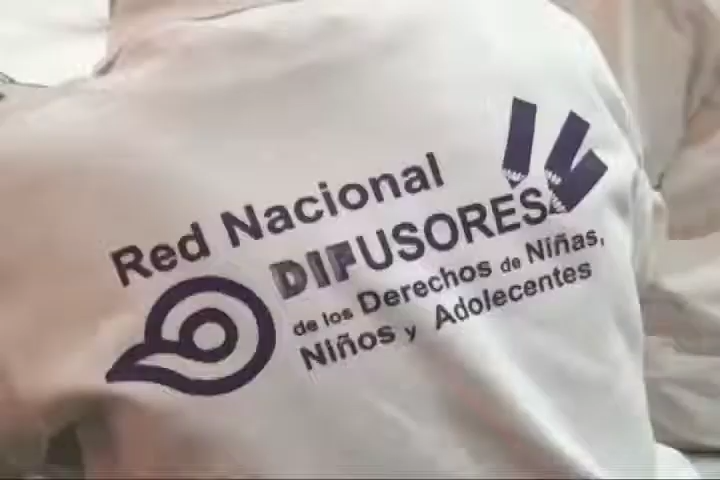 Red Nacional
DIFUSORES
de los Derechos de Niñas,
Niños y Adolecentes